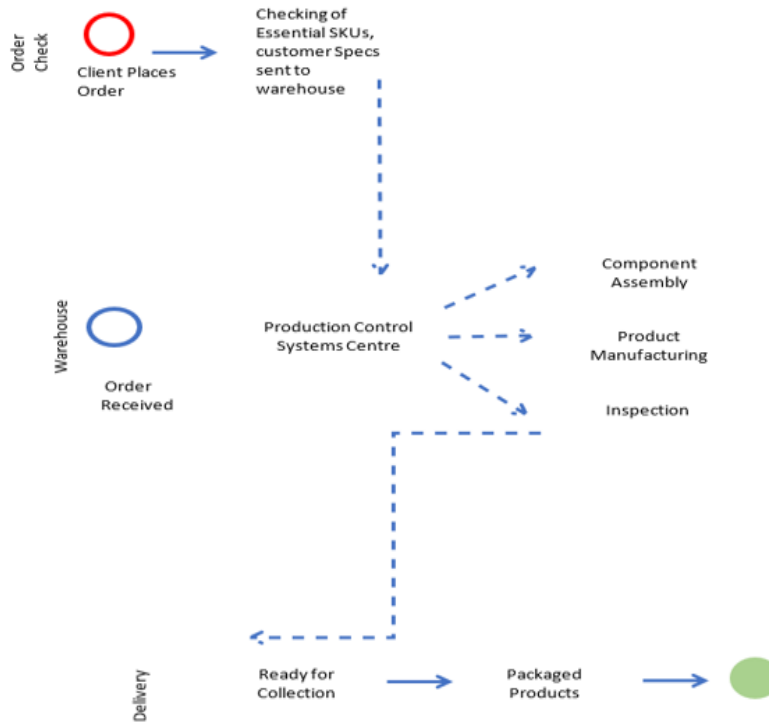 Order
Check
Client Places
Order
Checking of
Essential SKUs,
customer Specs
sent to
warehouse
Warehouse
Order
Received
Production Control
Systems Centre
Component
Assembly
Product
Manufacturing
Inspection
Delivery
Ready for
Collection
Packaged
Products